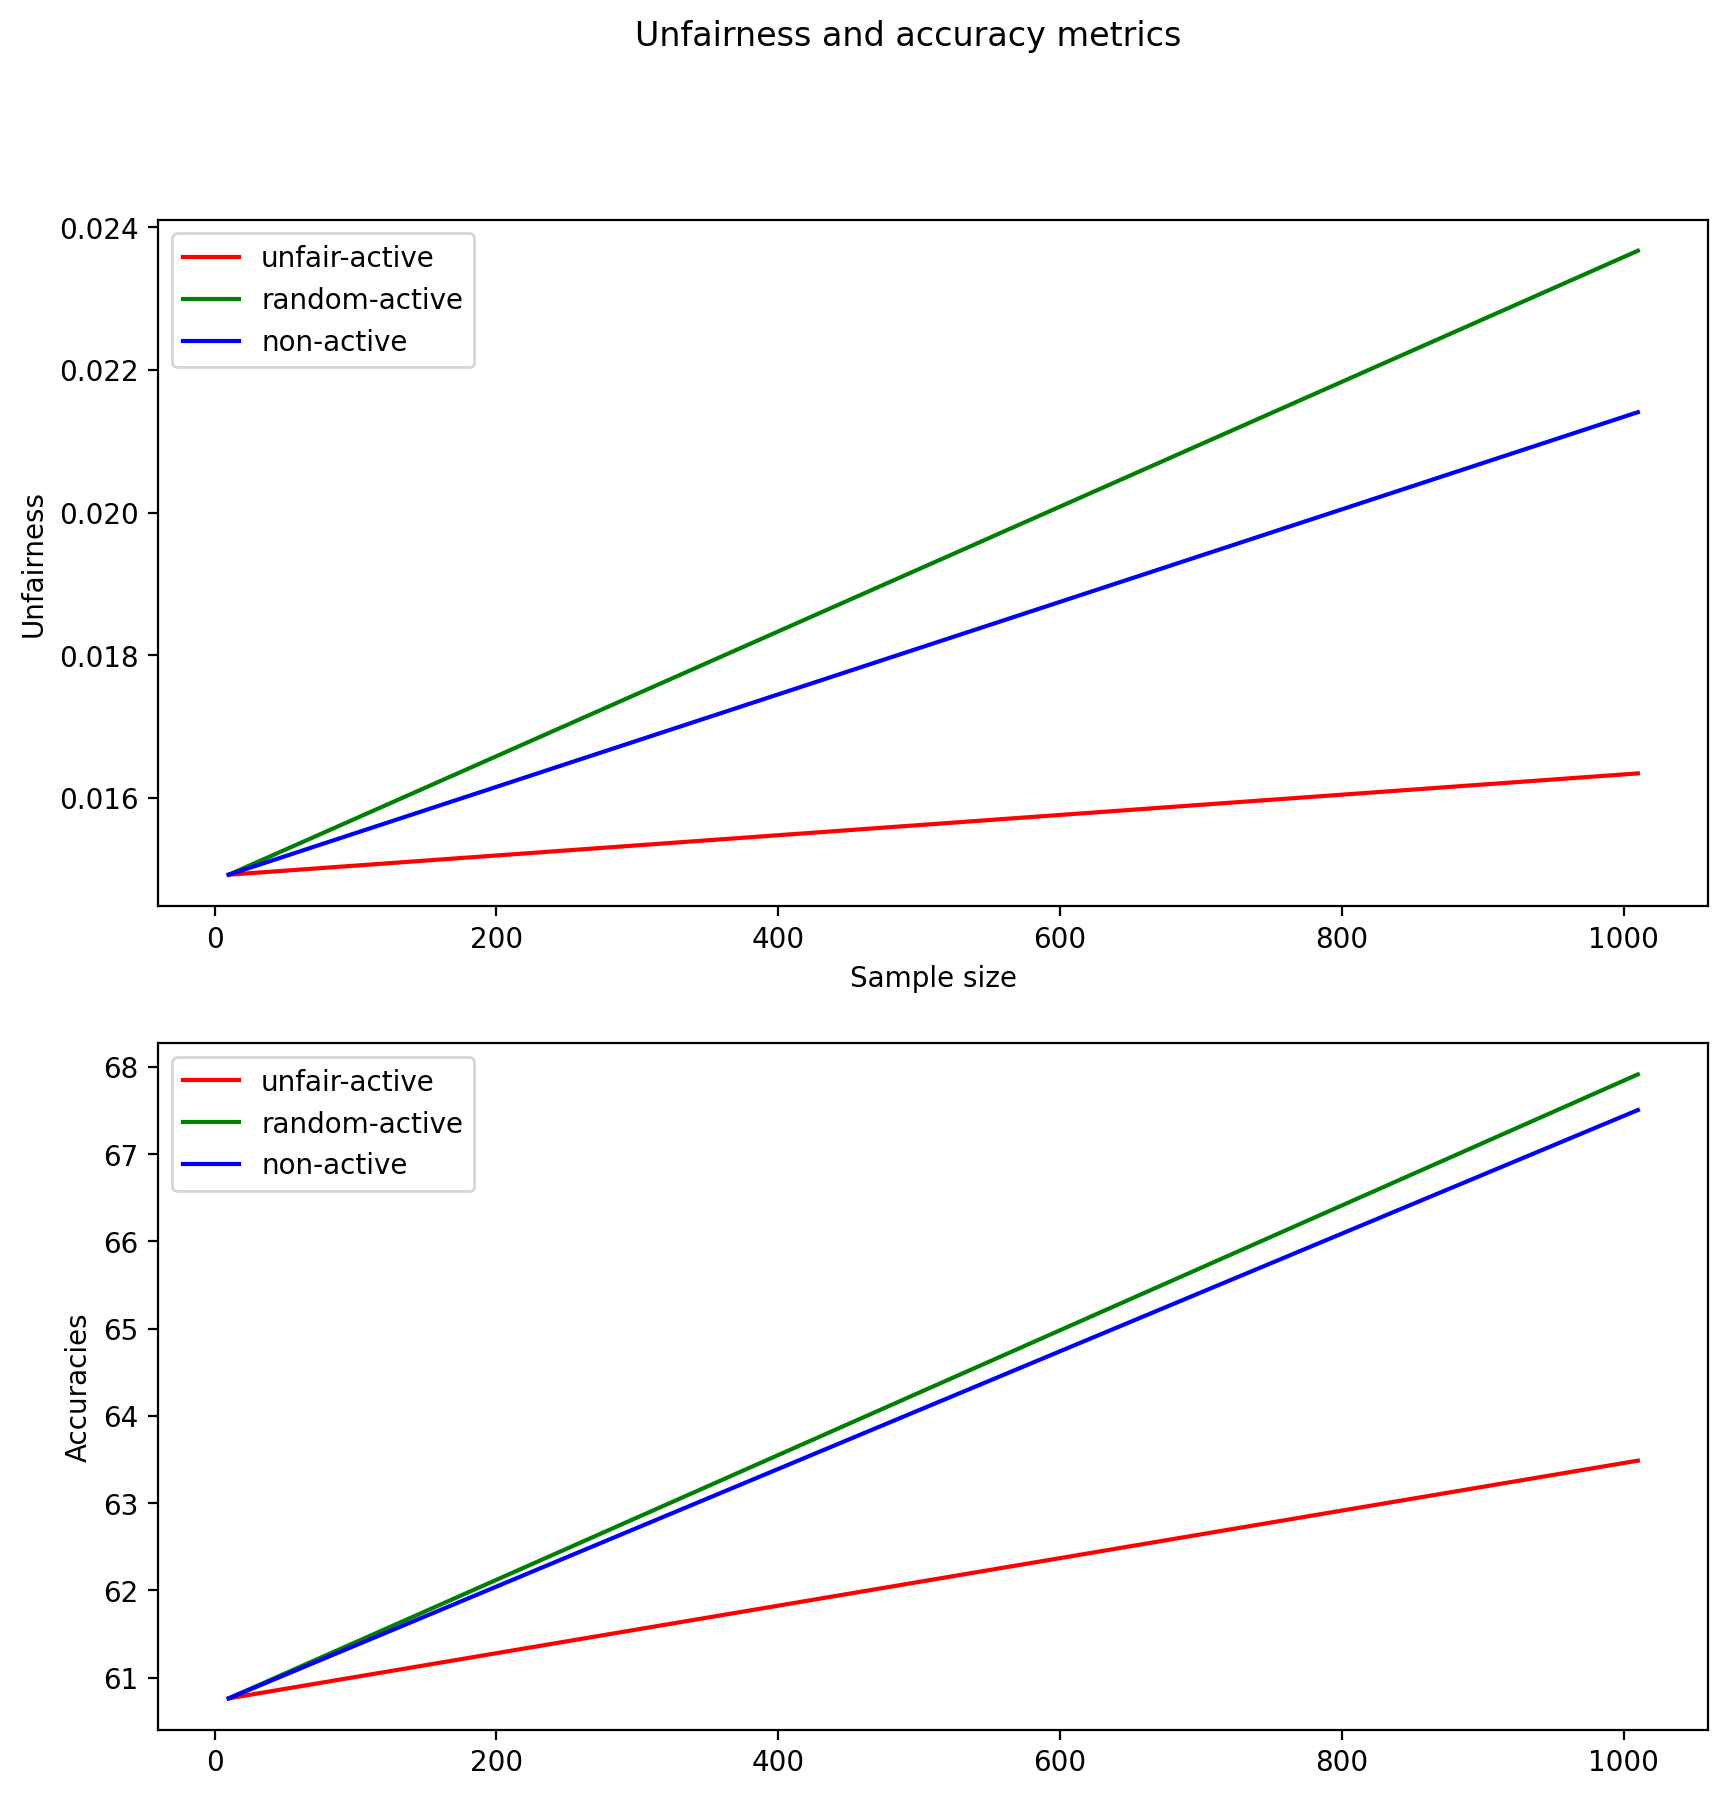 Unfairness and accuracy metrics
0.024
0.022
0.020
0.018
0.016
Unfairness
unfair-active
random-active
non-active
0 200 400 600 800 1000
Sample size
68
67
66
65
64
63
62
61
Accuracies
unfair-active
random-active
non-active
0 200 400 600 800 1000